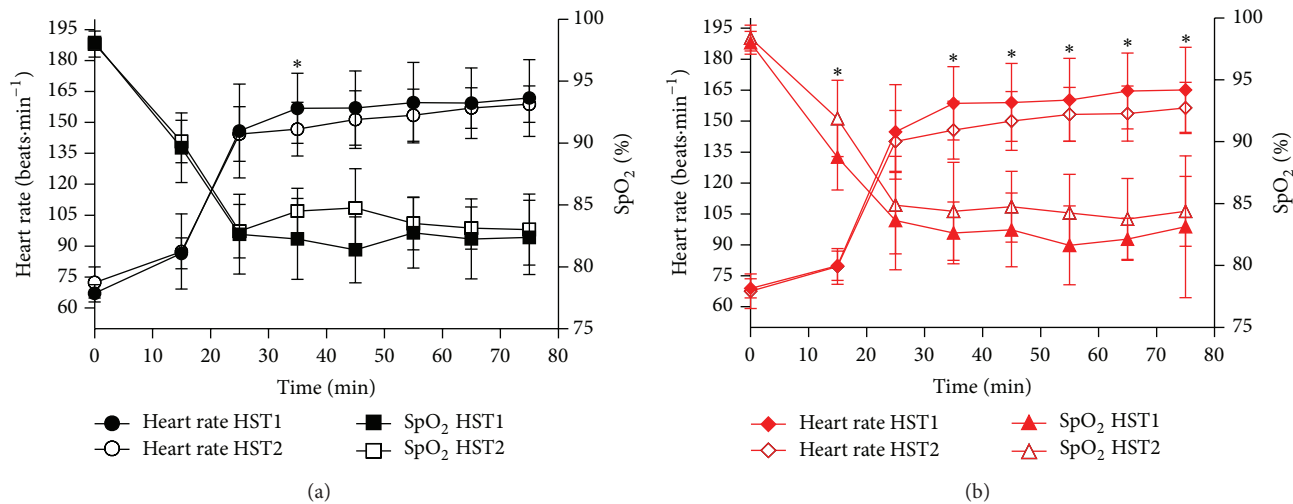 195
180
165
150
135
120
105
90
75
60
Heart rate (beats·min⁻¹)
100
95
90
85
80
75
SpO₂ (%)
*
0 10 20 30 40 50 60 70 80
Time (min)
Heart rate HST1
Heart rate HST2
SpO₂ HST1
SpO₂ HST2
(a)
195
180
165
150
135
120
105
90
75
60
Heart rate (beats·min⁻¹)
100
95
90
85
80
75
SpO₂ (%)
* * * * * *
0 10 20 30 40 50 60 70 80
Time (min)
Heart rate HST1
Heart rate HST2
SpO₂ HST1
SpO₂ HST2
(b)